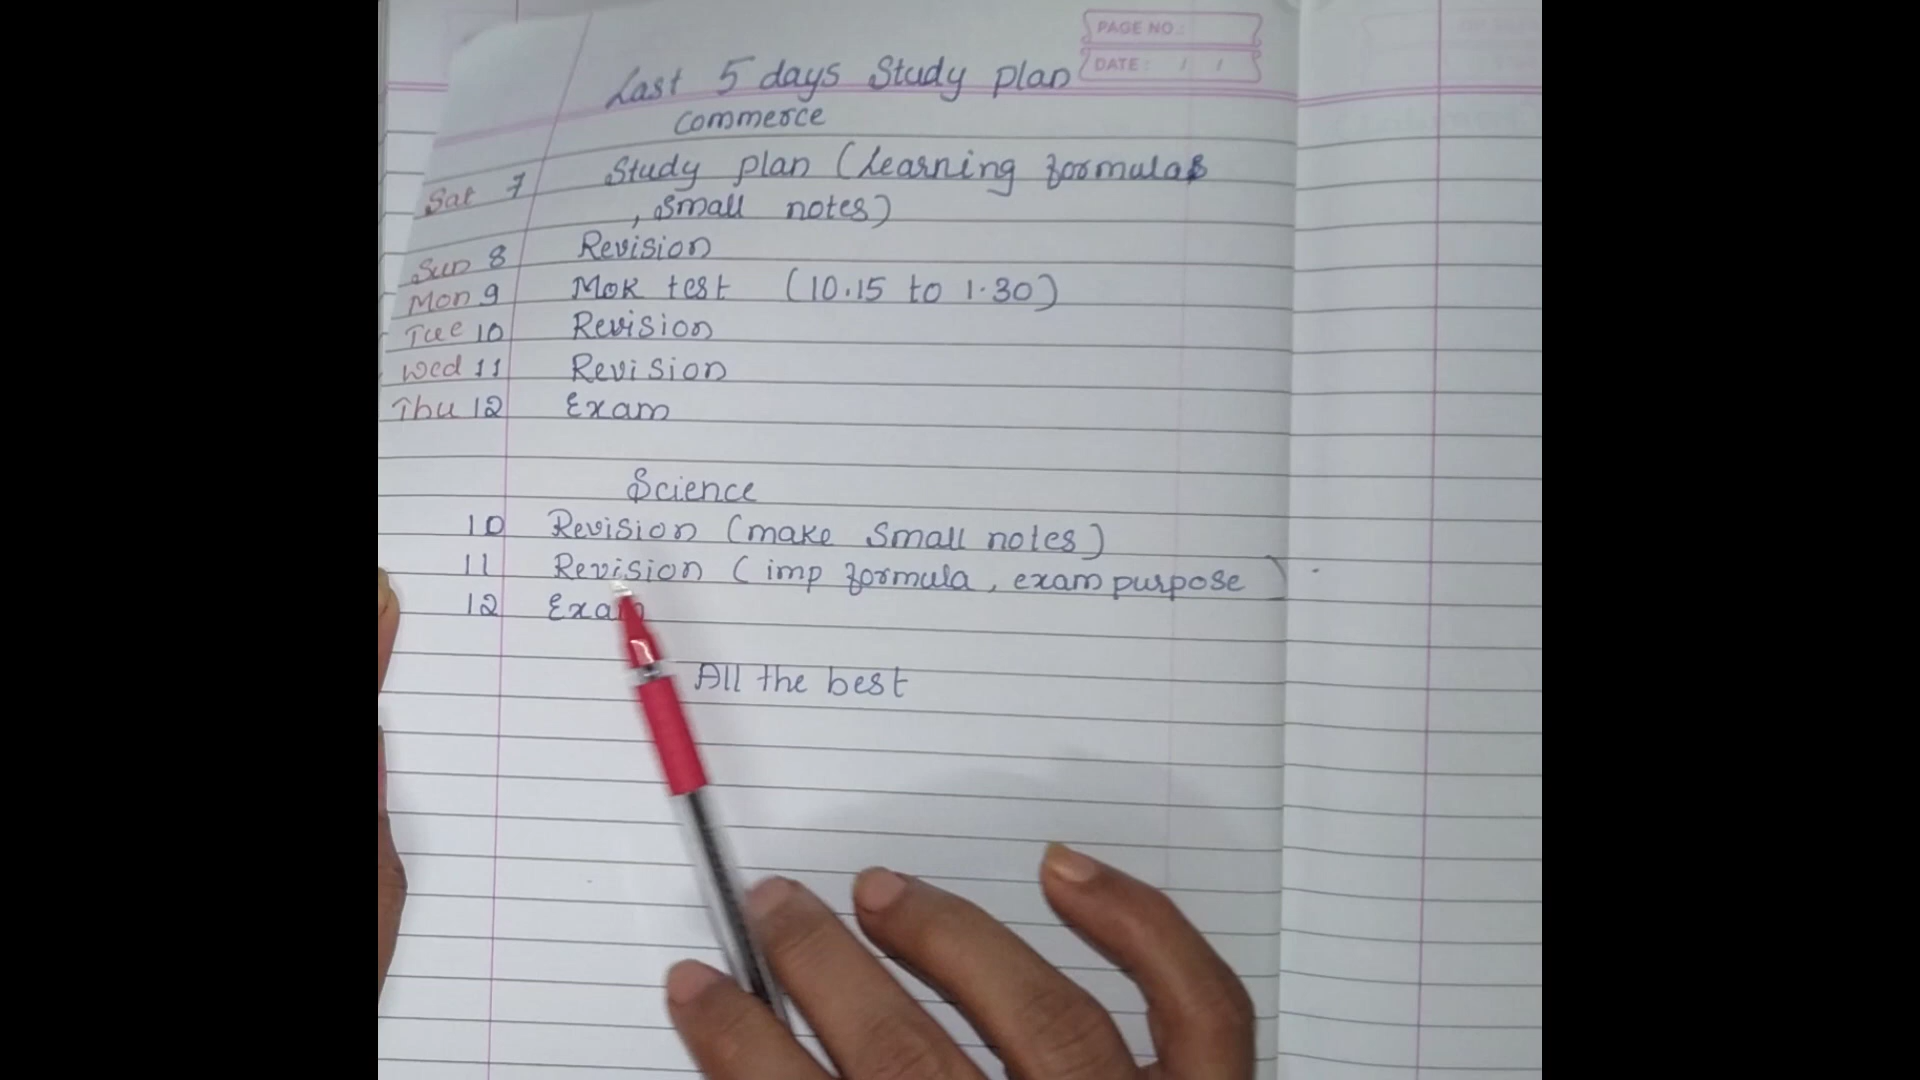 PAGE NO.:
DATE: / /
Last 5 days Study plan
Commerce
Sat 7 Study plan (Learning formulas
, small notes)
Sun 8 Revision
Mon 9 Mok test (10.15 to 1.30)
Tue 10 Revision
Wed 11 Revision
Thu 12 Exam
Science
10 Revision (make small notes)
11 Revision (imp formula, exam purpose)
12 Exam
All the best